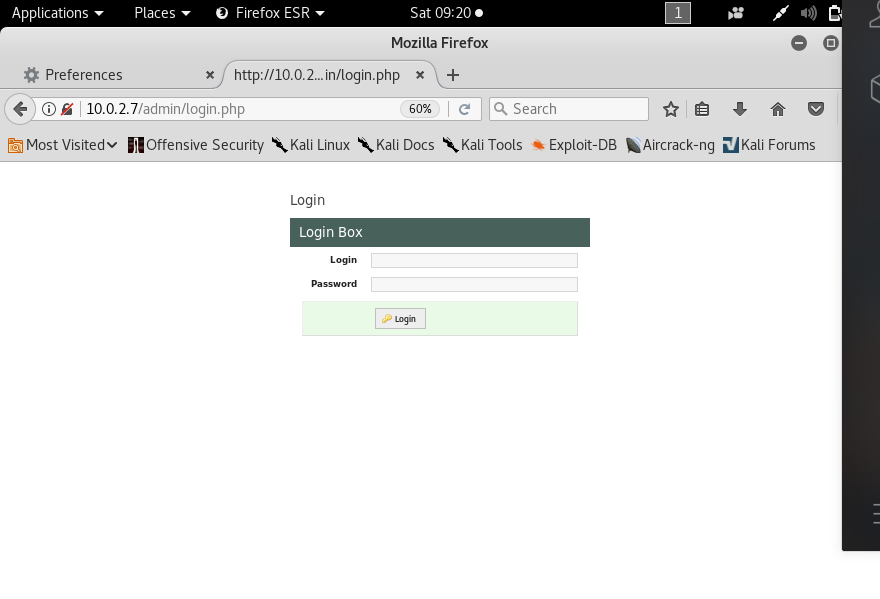 Applications Places Firefox ESR Sat 09:20 1
Mozilla Firefox
Preferences http://10.0.2...in/login.php
10.0.2.7/admin/login.php 60% Search
Most Visited Offensive Security Kali Linux Kali Docs Kali Tools Exploit-DB Aircrack-ng Kali Forums
Login
Login Box
Login
Password
Login